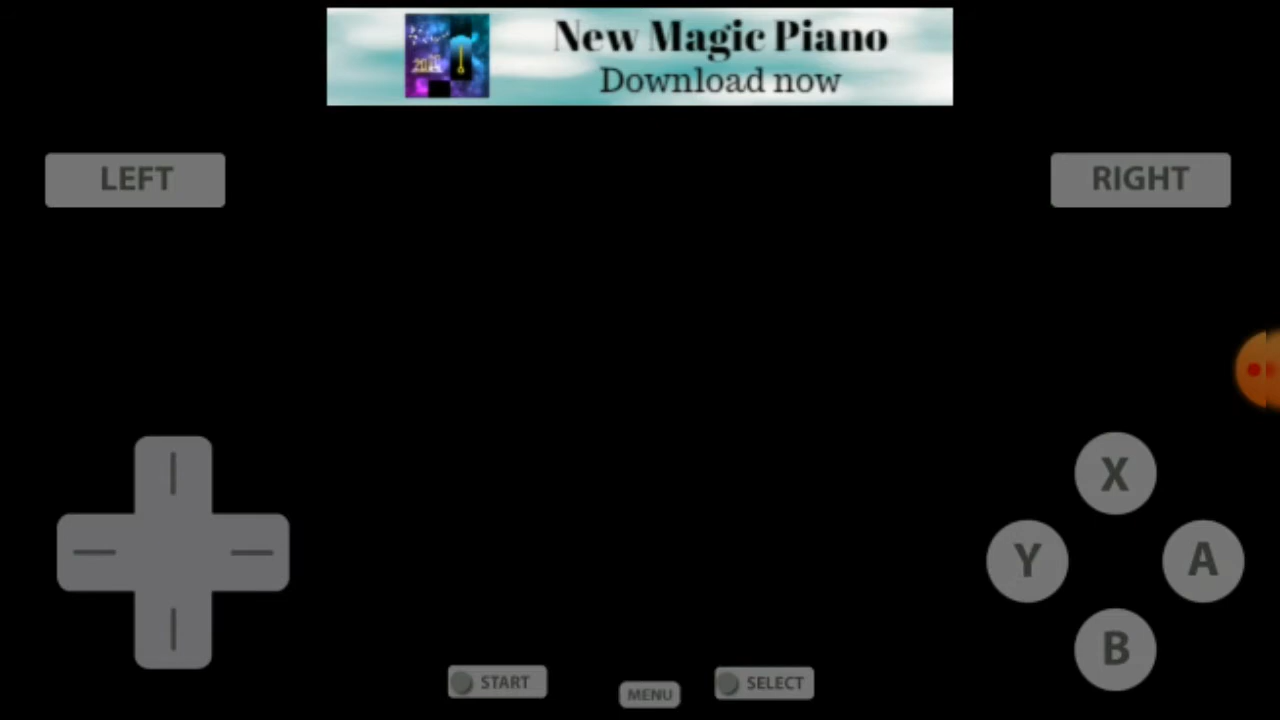 New Magic Piano
Download now
LEFT
RIGHT
X
Y
A
B
START
SELECT
MENU